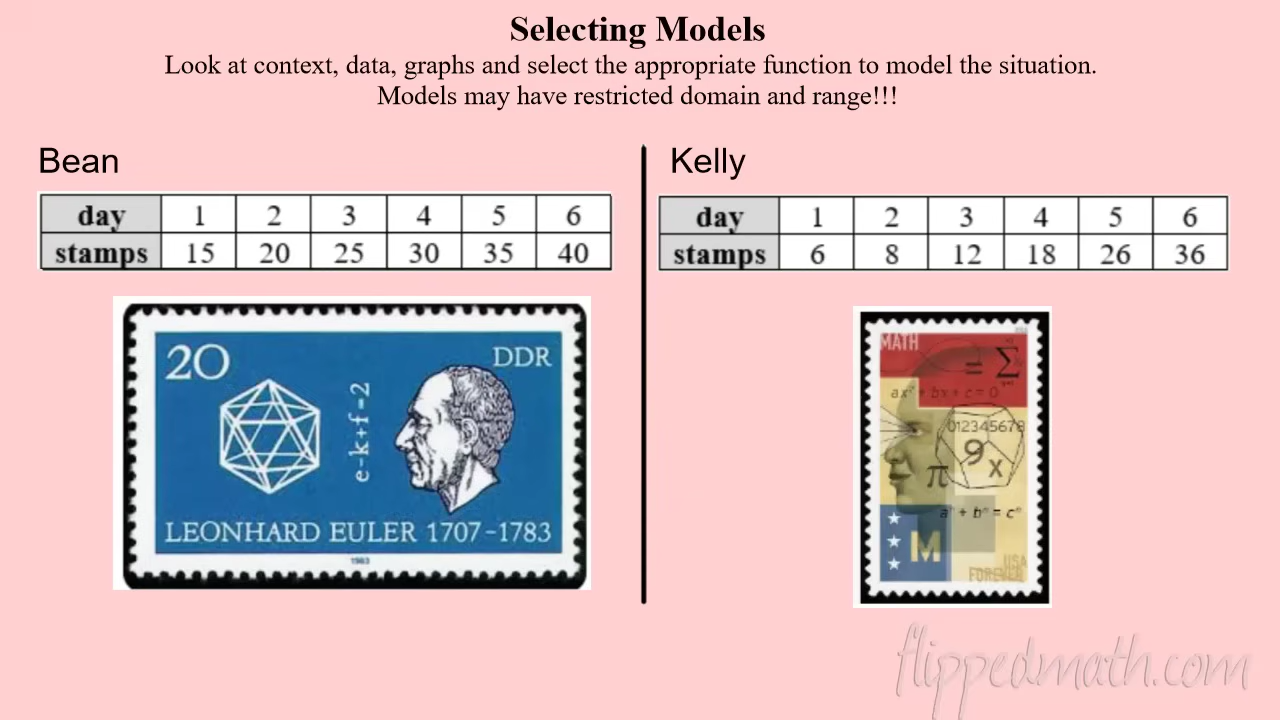 Selecting Models
Look at context, data, graphs and select the appropriate function to model the situation.
Models may have restricted domain and range!!!
Bean
day 1 2 3 4 5 6
stamps 15 20 25 30 35 40
20
DDR
e-k+f=2
LEONHARD EULER 1707-1783
1983
Kelly
day 1 2 3 4 5 6
stamps 6 8 12 18 26 36
MATH
= Σ
ax² + bx + c = 0
012345678
9
x
π
aⁿ + bⁿ = cⁿ
M
USA
FOREVER
flippedmath.com